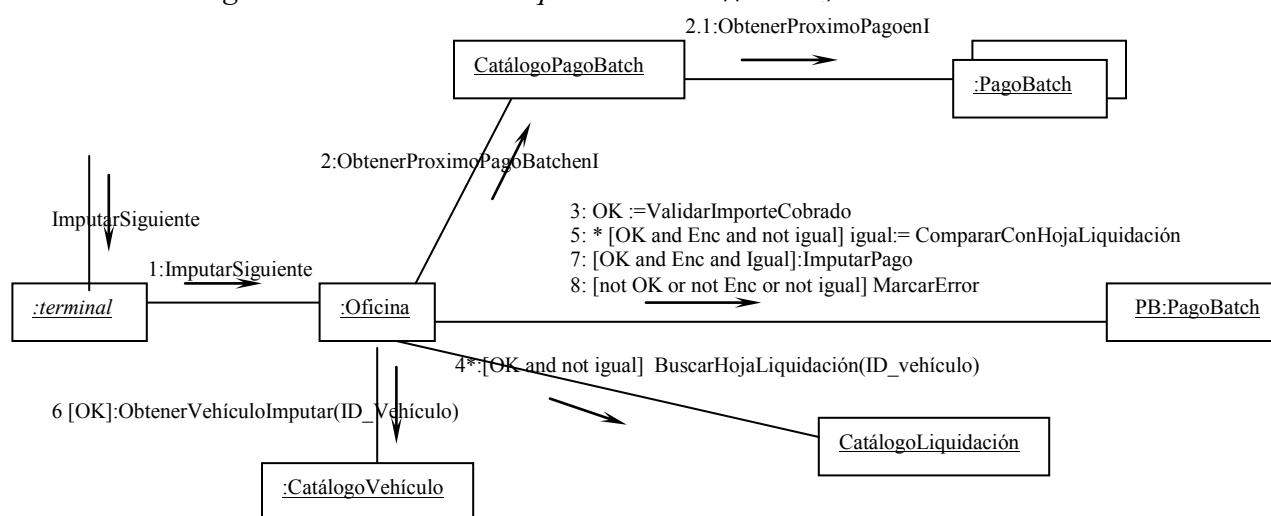 2.1:ObtenerProximoPagoenI
CatálogoPagoBatch
:PagoBatch
2:ObtenerProximoPagoBatchenI
ImputarSiguiente
3: OK :=ValidarImporteCobrado
5: * [OK and Enc and not igual] igual:= CompararConHojaLiquidación
7: [OK and Enc and Igual]:ImputarPago
8: [not OK or not Enc or not igual] MarcarError
1:ImputarSiguiente
:terminal
:Oficina
PB:PagoBatch
4*:[OK and not igual] BuscarHojaLiquidación(ID_vehículo)
6 [OK]:ObtenerVehículoImputar(ID_Vehículo)
CatálogoLiquidación
:CatálogoVehículo